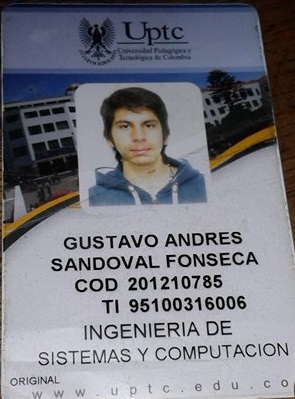 Uptc
Universidad Pedagógica y
Tecnológica de Colombia
GUSTAVO ANDRES
SANDOVAL FONSECA
COD 201210785
TI 95100316006
INGENIERIA DE
SISTEMAS Y COMPUTACION
ORIGINAL
www.uptc.edu.co